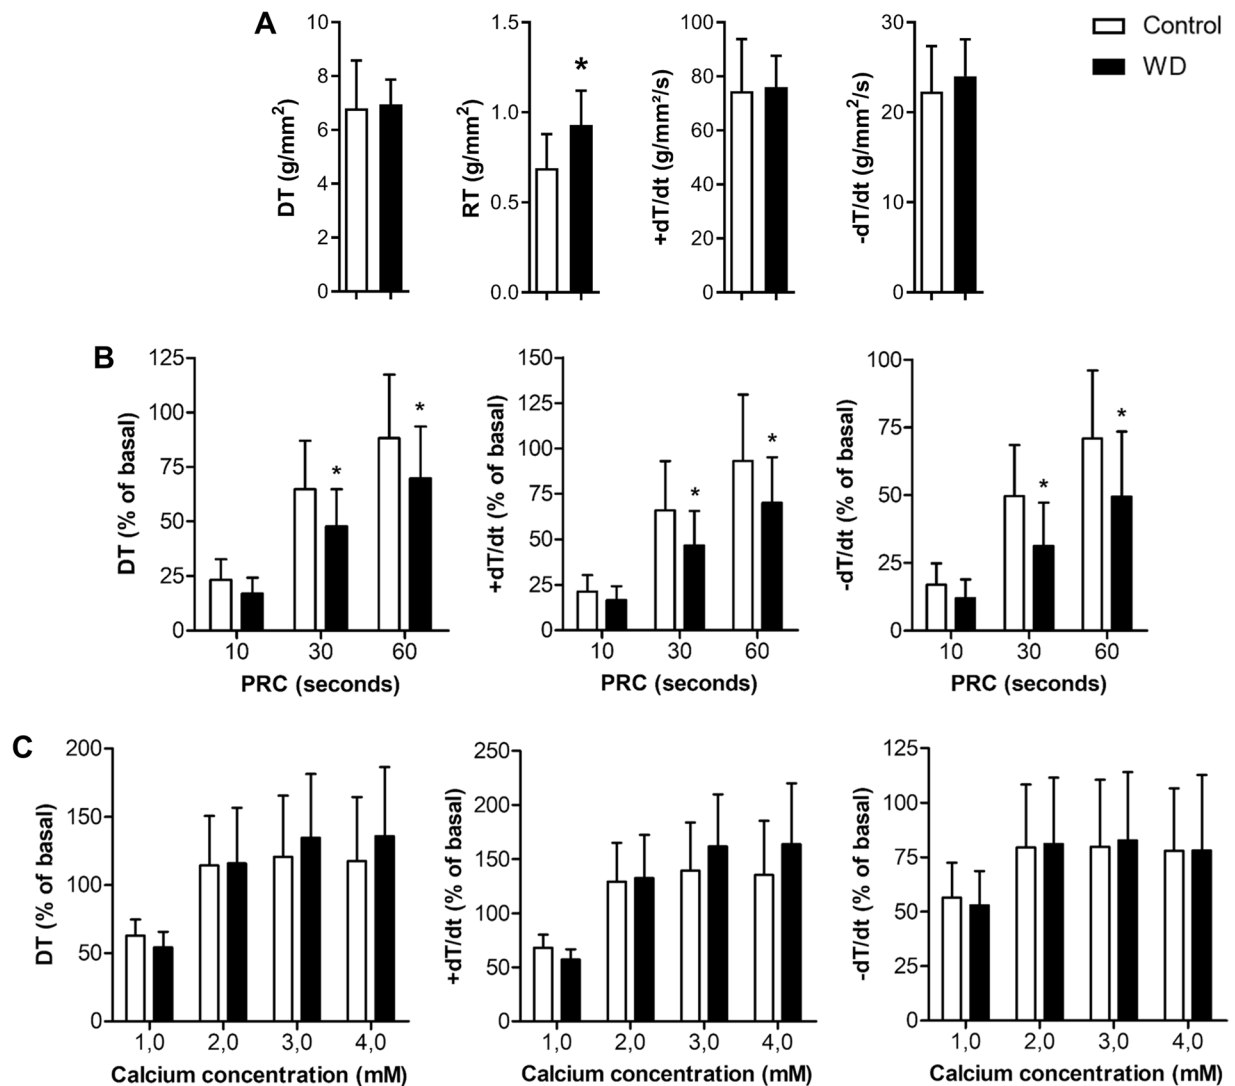 A
Control
WD
DT (g/mm²)
10
8
6
4
2
0
RT (g/mm²)
1.5
1.0
0.5
0.0
*
+dT/dt (g/mm²/s)
100
80
60
40
20
0
-dT/dt (g/mm²/s)
30
20
10
0
B
DT (% of basal)
125
100
75
50
25
0
* *
10 30 60
PRC (seconds)
+dT/dt (% of basal)
150
125
100
75
50
25
0
* *
10 30 60
PRC (seconds)
-dT/dt (% of basal)
100
75
50
25
0
* *
10 30 60
PRC (seconds)
C
DT (% of basal)
200
150
100
50
0
1,0 2,0 3,0 4,0
Calcium concentration (mM)
+dT/dt (% of basal)
250
200
150
100
50
0
1,0 2,0 3,0 4,0
Calcium concentration (mM)
-dT/dt (% of basal)
125
100
75
50
25
0
1,0 2,0 3,0 4,0
Calcium concentration (mM)